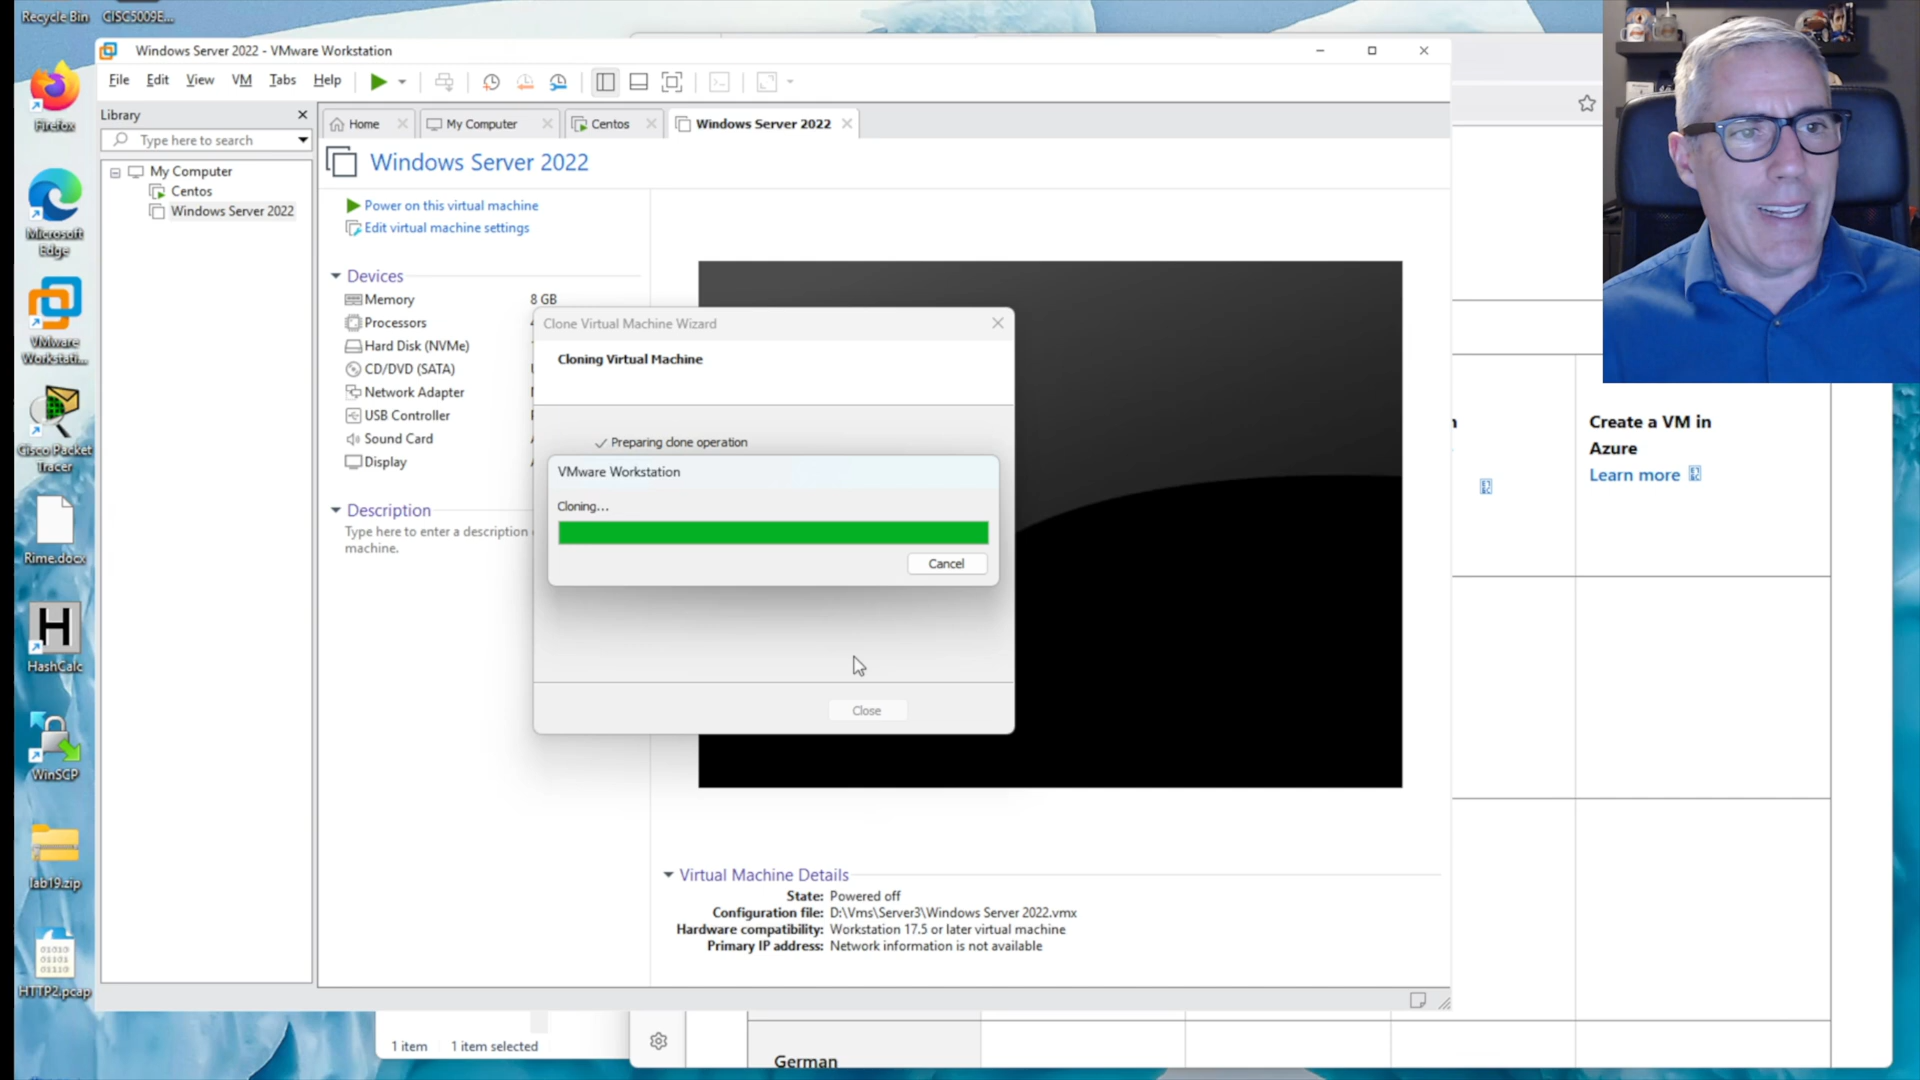 Recycle Bin
CISC5009E...
Windows Server 2022 - VMware Workstation
File Edit View VM Tabs Help
Library
Type here to search
My Computer
Centos
Windows Server 2022
Home
My Computer
Centos
Windows Server 2022
Windows Server 2022
Power on this virtual machine
Edit virtual machine settings
Devices
Memory 8 GB
Processors
Hard Disk (NVMe)
CD/DVD (SATA)
Network Adapter
USB Controller
Sound Card
Display
Description
Type here to enter a description
machine.
Clone Virtual Machine Wizard
Cloning Virtual Machine
✓ Preparing clone operation
VMware Workstation
Cloning...
Cancel
Close
Virtual Machine Details
State: Powered off
Configuration file: D:\Vms\Server3\Windows Server 2022.vmx
Hardware compatibility: Workstation 17.5 or later virtual machine
Primary IP address: Network information is not available
Firefox
Microsoft
Edge
VMware
Workstati...
Cisco Packet
Tracer
Rime.docx
H
HashCalc
WinSCP
lab19.zip
01010
01101
01110
HTTP2.pcap
Create a VM in
Azure
Learn more
1 item 1 item selected
German